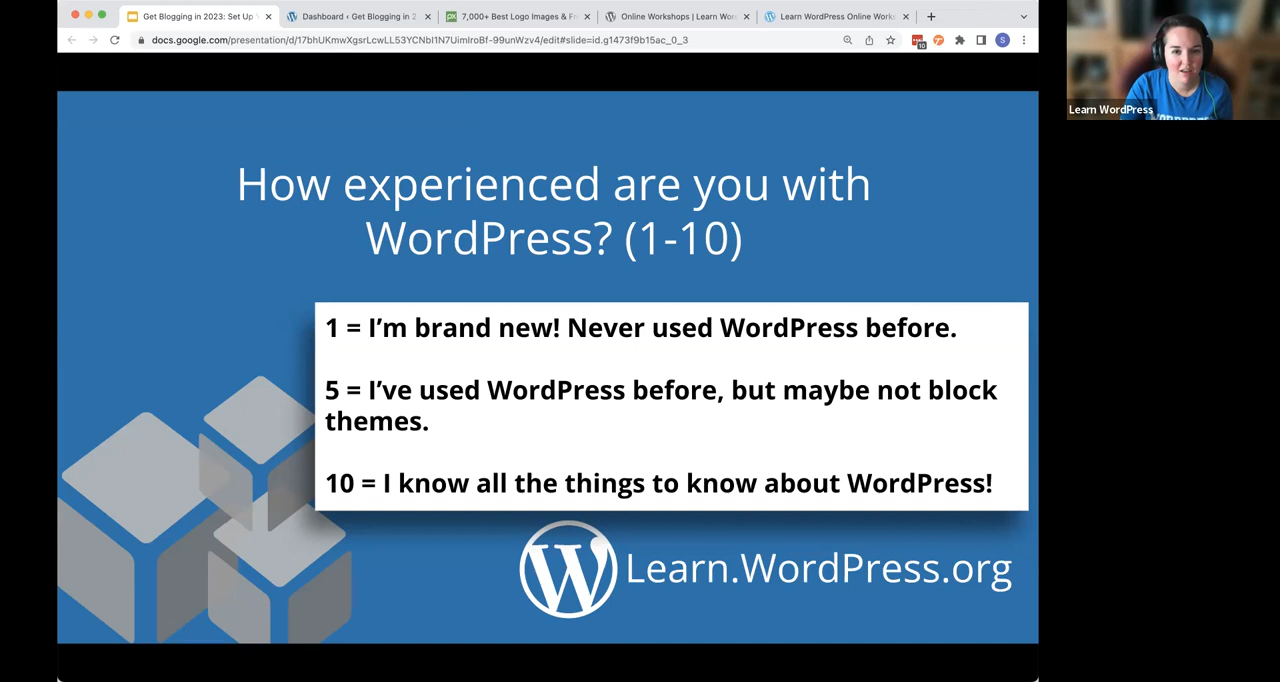 Get Blogging in 2023: Set Up
Dashboard ‹ Get Blogging in 2
7,000+ Best Logo Images & Fr
Online Workshops | Learn Wor
Learn WordPress Online Works
docs.google.com/presentation/d/17bhUKmwXgsrLcwLL53YCNbI1N7UimIroBf-99unWzv4/edit#slide=id.g1473f9b15ac_0_3
10
S
Learn WordPress
How experienced are you with
WordPress? (1-10)
1 = I’m brand new! Never used WordPress before.
5 = I’ve used WordPress before, but maybe not block
themes.
10 = I know all the things to know about WordPress!
Learn.WordPress.org